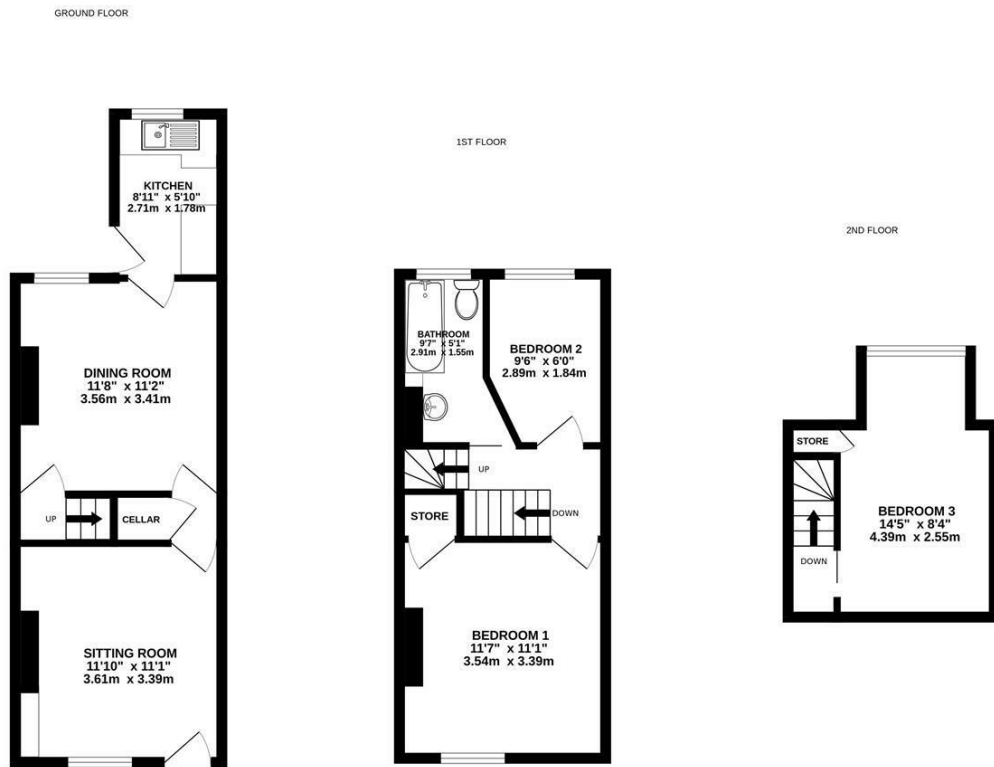 GROUND FLOOR
KITCHEN
8'11" x 5'10"
2.71m x 1.78m
DINING ROOM
11'8" x 11'2"
3.56m x 3.41m
UP
CELLAR
SITTING ROOM
11'10" x 11'1"
3.61m x 3.39m
1ST FLOOR
BATHROOM
9'7" x 5'1"
2.91m x 1.55m
BEDROOM 2
9'6" x 6'0"
2.89m x 1.84m
UP
STORE
DOWN
BEDROOM 1
11'7" x 11'1"
3.54m x 3.39m
2ND FLOOR
STORE
BEDROOM 3
14'5" x 8'4"
4.39m x 2.55m
DOWN